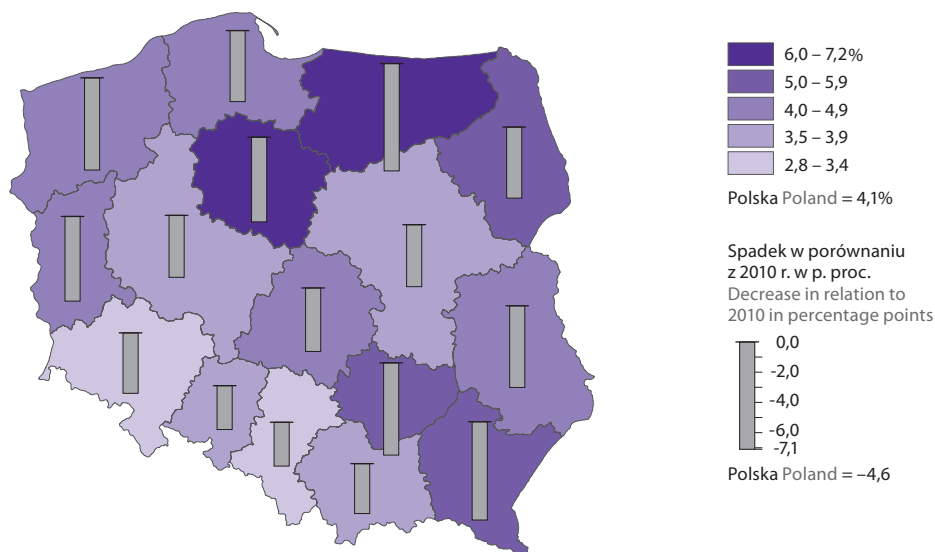 6,0 – 7,2%
5,0 – 5,9
4,0 – 4,9
3,5 – 3,9
2,8 – 3,4
Polska Poland = 4,1%
Spadek w porównaniu
z 2010 r. w p. proc.
Decrease in relation to
2010 in percentage points
0,0
-2,0
-4,0
-6,0
-7,1
Polska Poland = –4,6